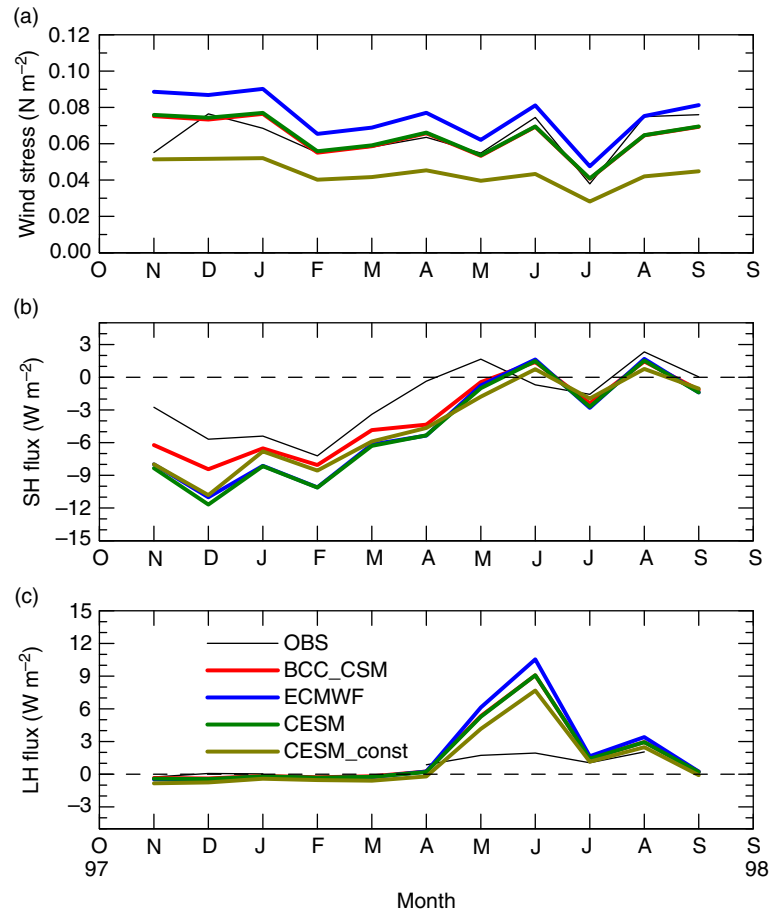 (a)
Wind stress (N m−2)
0.12
0.10
0.08
0.06
0.04
0.02
0.00
O N D J F M A M J J A S S
(b)
SH flux (W m−2)
3
0
−3
−6
−9
−12
−15
O N D J F M A M J J A S S
(c)
LH flux (W m−2)
15
12
9
6
3
0
−3
OBS
BCC_CSM
ECMWF
CESM
CESM_const
O N D J F M A M J J A S S
97 98
Month